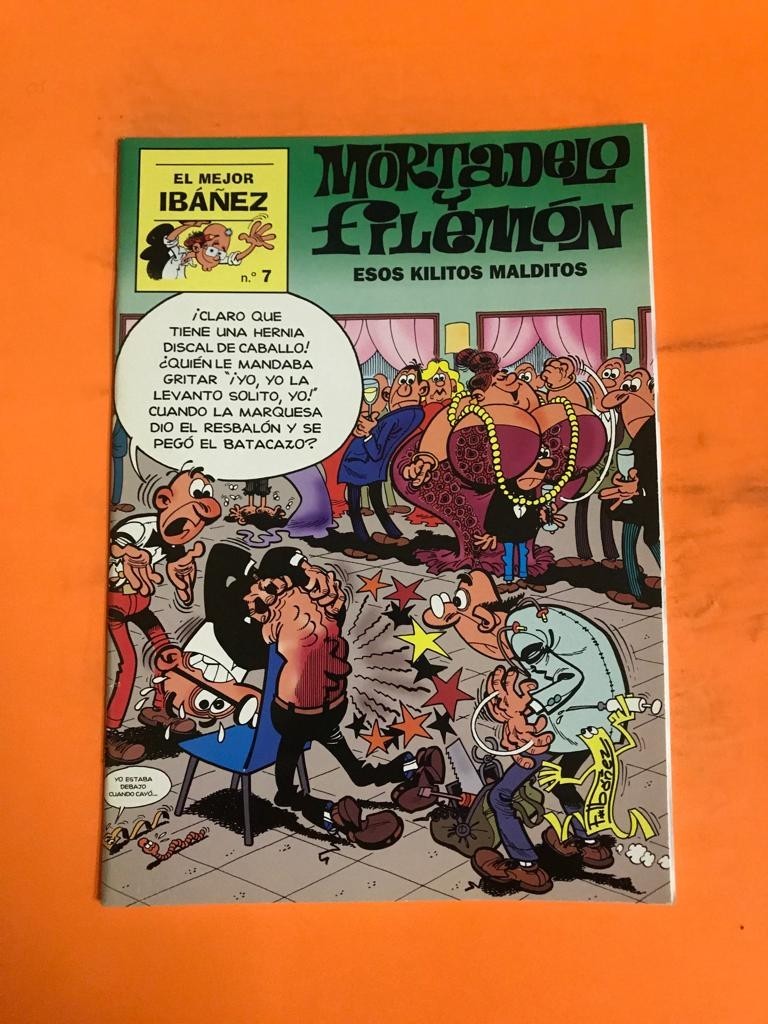 EL MEJOR
IBÁÑEZ
n.º 7
MORTADELO
Y
FILEMÓN
ESOS KILITOS MALDITOS
¡CLARO QUE
TIENE UNA HERNIA
DISCAL DE CABALLO!
¿QUIÉN LE MANDABA
GRITAR "¡YO, YO LA
LEVANTO SOLITO, YO!"
CUANDO LA MARQUESA
DIO EL RESBALÓN Y SE
PEGÓ EL BATACAZO?
YO ESTABA
DEBAJO
CUANDO CAYÓ...
F. Ibáñez